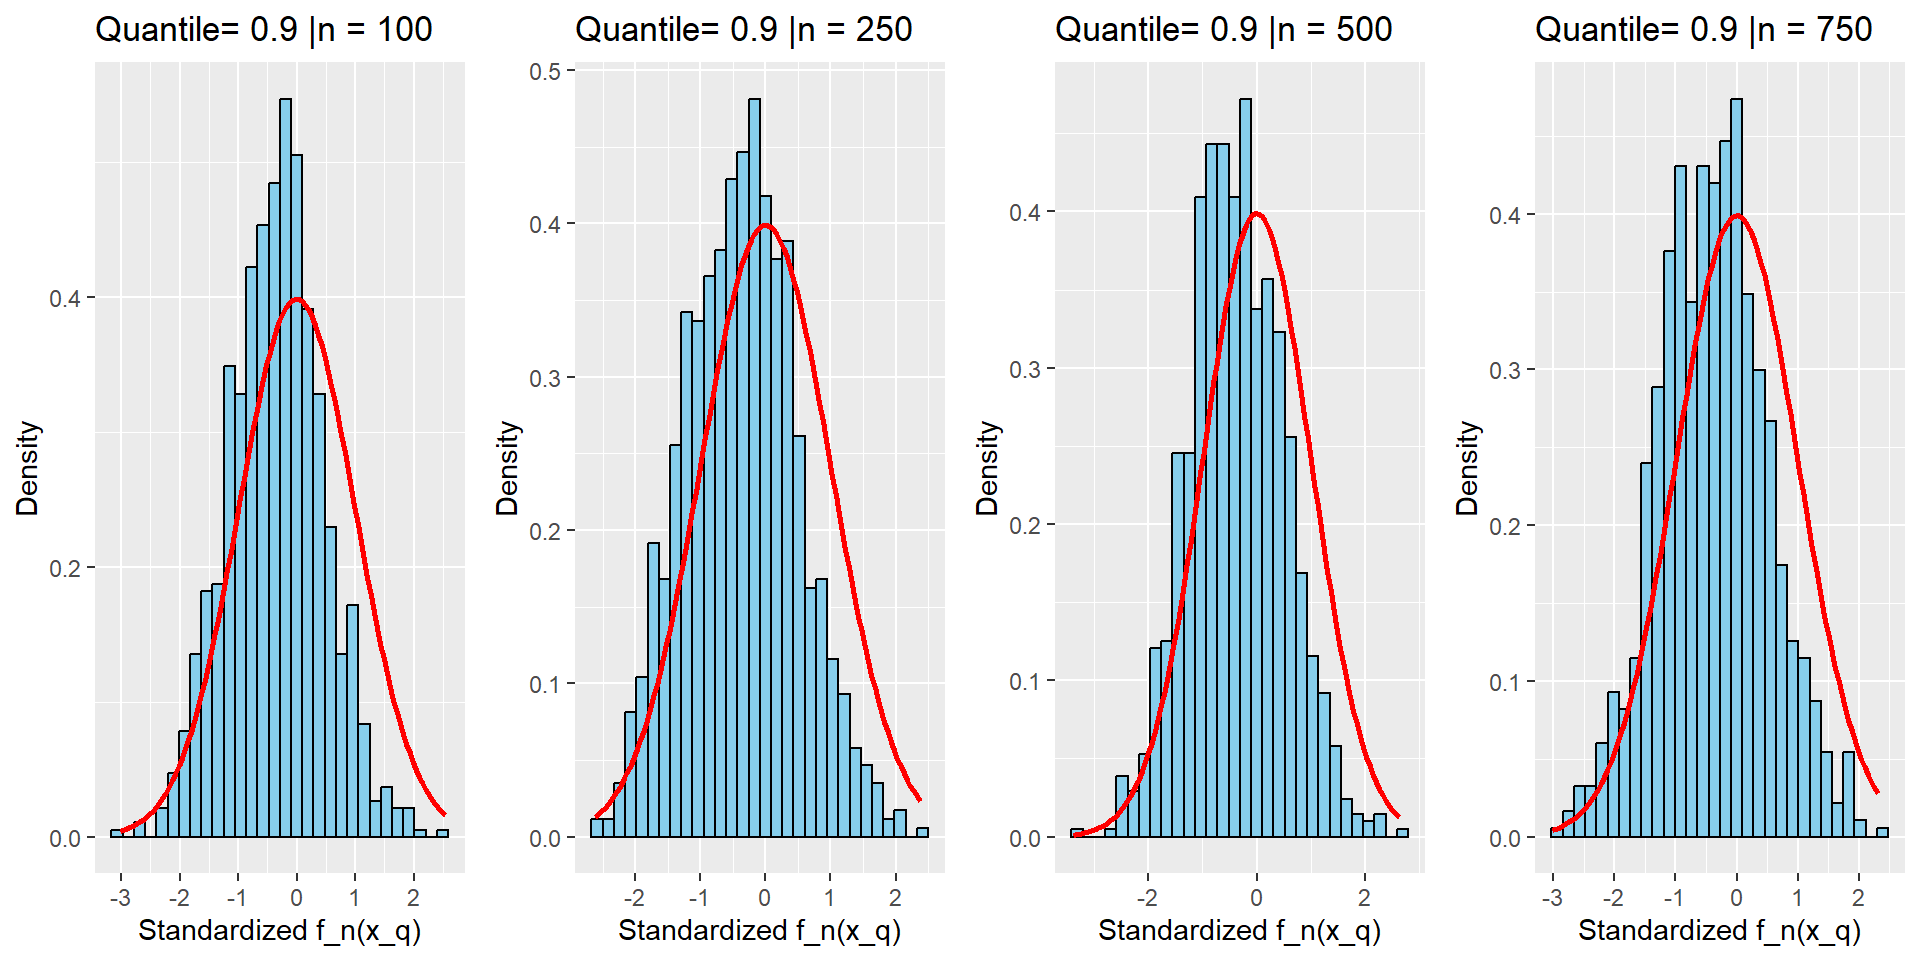 Quantile= 0.9 |n = 100
Density
0.4
0.2
0.0
-3 -2 -1 0 1 2
Standardized f_n(x_q)
Quantile= 0.9 |n = 250
Density
0.5
0.4
0.3
0.2
0.1
0.0
-2 -1 0 1 2
Standardized f_n(x_q)
Quantile= 0.9 |n = 500
Density
0.4
0.3
0.2
0.1
0.0
-2 0 2
Standardized f_n(x_q)
Quantile= 0.9 |n = 750
Density
0.4
0.3
0.2
0.1
0.0
-3 -2 -1 0 1 2
Standardized f_n(x_q)